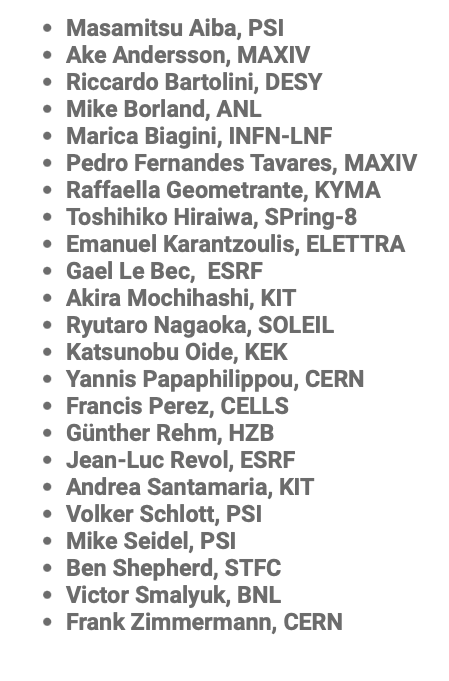 • Masamitsu Aiba, PSI
• Ake Andersson, MAXIV
• Riccardo Bartolini, DESY
• Mike Borland, ANL
• Marica Biagini, INFN-LNF
• Pedro Fernandes Tavares, MAXIV
• Raffaella Geometrante, KYMA
• Toshihiko Hiraiwa, SPring-8
• Emanuel Karantzoulis, ELETTRA
• Gael Le Bec,  ESRF
• Akira Mochihashi, KIT
• Ryutaro Nagaoka, SOLEIL
• Katsunobu Oide, KEK
• Yannis Papaphilippou, CERN
• Francis Perez, CELLS
• Günther Rehm, HZB
• Jean-Luc Revol, ESRF
• Andrea Santamaria, KIT
• Volker Schlott, PSI
• Mike Seidel, PSI
• Ben Shepherd, STFC
• Victor Smalyuk, BNL
• Frank Zimmermann, CERN